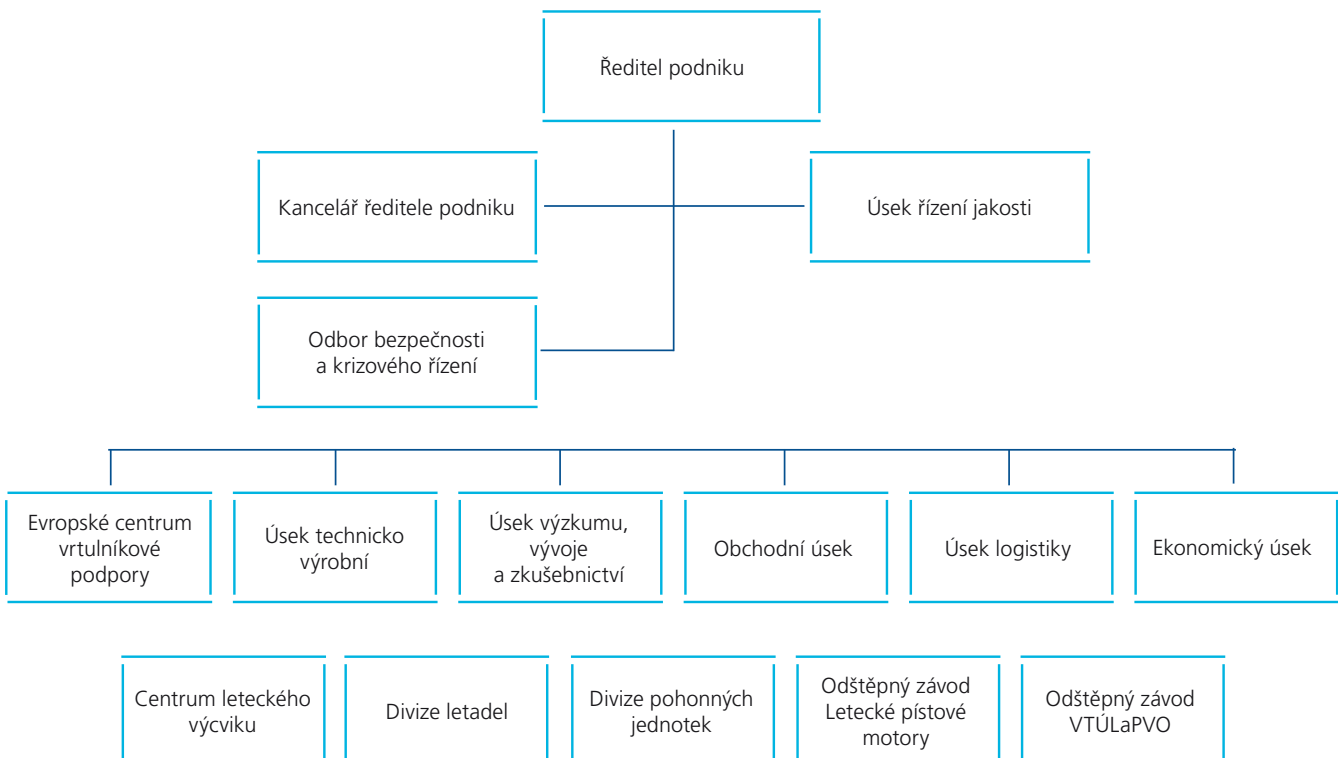 Ředitel podniku
Kancelář ředitele podniku
Úsek řízení jakosti
Odbor bezpečnosti
a krizového řízení
Evropské centrum
vrtulníkové
podpory
Úsek technicko
výrobní
Úsek výzkumu,
vývoje
a zkušebnictví
Obchodní úsek
Úsek logistiky
Ekonomický úsek
Centrum leteckého
výcviku
Divize letadel
Divize pohonných
jednotek
Odštěpný závod
Letecké pístové
motory
Odštěpný závod
VTÚLaPVO